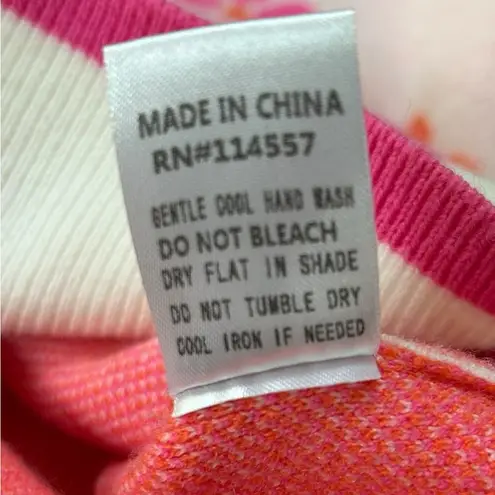 MADE IN CHINA
RN#114557
GENTLE COOL HAND WASH
DO NOT BLEACH
DRY FLAT IN SHADE
DO NOT TUMBLE DRY
COOL IRON IF NEEDED